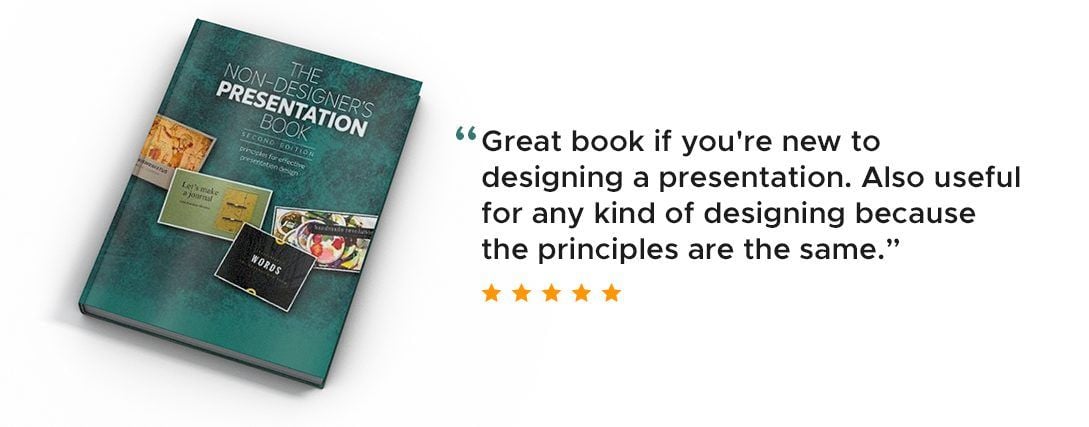 THE
NON-DESIGNER'S
PRESENTATION
BOOK
SECOND EDITION
principles for effective
presentation design
Let's make
a journal
WORDS
“Great book if you're new to
designing a presentation. Also useful
for any kind of designing because
the principles are the same.”